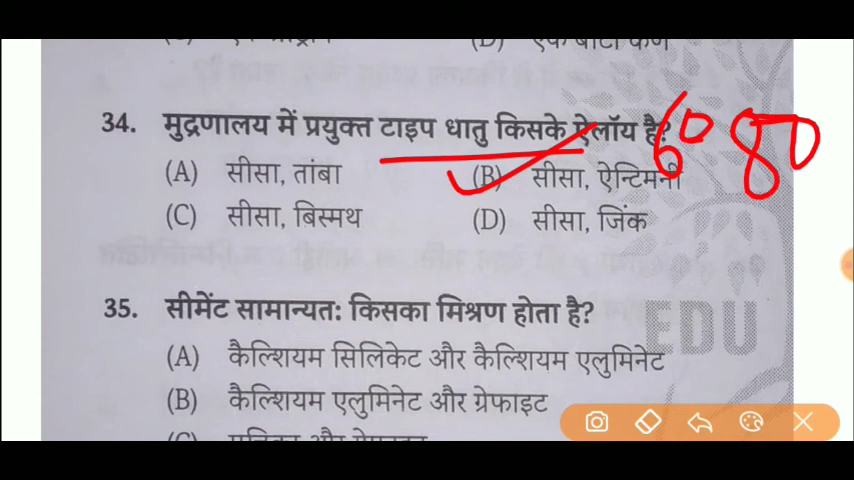 34. मुद्रणालय में प्रयुक्त टाइप धातु किसके ऐलॉय है?
60 80
(A) सीसा, तांबा (B) सीसा, ऐन्टिमनी
(C) सीसा, बिस्मथ (D) सीसा, जिंक
35. सीमेंट सामान्यत: किसका मिश्रण होता है?
EDU
(A) कैल्शियम सिलिकेट और कैल्शियम एलुमिनेट
(B) कैल्शियम एलुमिनेट और ग्रेफाइट